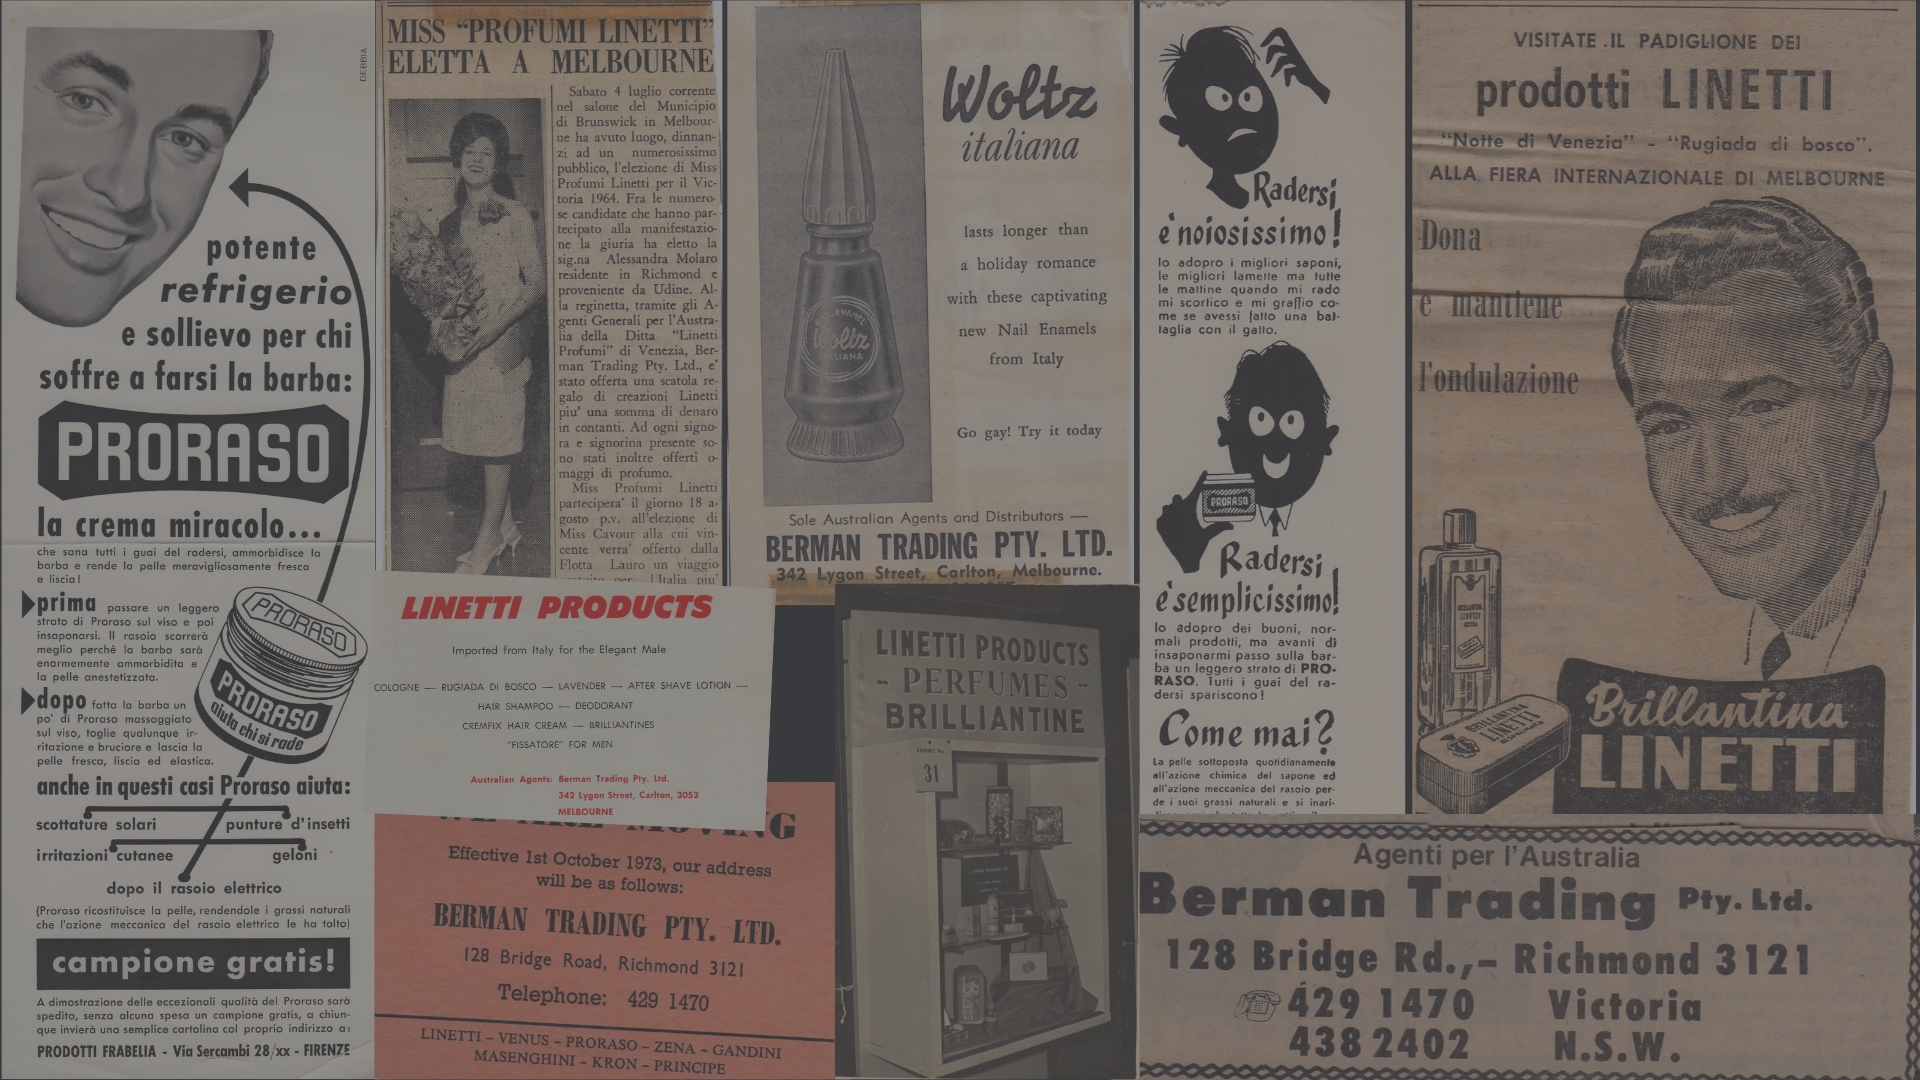 DEBBIA
potente
refrigerio
e sollievo per chi
soffre a farsi la barba:
PRORASO
la crema miracolo...
che sana tutti i guai del radersi, ammorbidisce la
barba e rende la pelle meravigliosamente fresca
e liscia!
prima passare un leggero
strato di Proraso sul viso e poi
insaponarsi. Il rasoio scorrerà
meglio perchè la barba sarà
enormemente ammorbidita e
la pelle anestetizzata.
dopo fatta la barba un
po' di Proraso massaggiato
sul viso, toglie qualunque ir-
ritazione e bruciore e lascia la
pelle fresca, liscia ed elastica.
PRORASO
PRORASO
aiuta chi si rade
anche in questi casi Proraso aiuta:
scottature solari punture d'insetti
irritazioni cutanee geloni
dopo il rasoio elettrico
(Proraso ricostituisce la pelle, rendendole i grassi naturali
che l'azione meccanica del rasoio elettrico le ha tolto)
campione gratis!
A dimostrazione delle eccezionali qualità del Proraso sarà
spedito, senza alcuna spesa un campione gratis, a chiun-
que invierà una semplice cartolina col proprio indirizzo a:
PRODOTTI FRABELIA - Via Sercambi 28/xx - FIRENZE
MISS "PROFUMI LINETTI"
ELETTA A MELBOURNE
Sabato 4 luglio corrente
nel salone del Municipio
di Brunswick in Melbour-
ne ha avuto luogo, dinnan-
zi ad un numerosissimo
pubblico, l'elezione di Miss
Profumi Linetti per il Vic-
toria 1964. Fra le numero-
se candidate che hanno par-
tecipato alla manifestazio-
ne la giuria ha eletto la
sig.na Alessandra Molaro
residente in Richmond e
proveniente da Udine. Al-
la reginetta, tramite gli A-
genti Generali per l'Austra-
lia della Ditta "Linetti
Profumi" di Venezia, Ber-
man Trading Pty. Ltd., e'
stato offerta una scatola re-
galo di creazioni Linetti
piu' una somma di denaro
in contanti. Ad ogni signo-
ra e signorina presente so-
no stati inoltre offerti o-
maggi di profumo.
Miss Profumi Linetti
partecipera' il giorno 18 a-
gosto p.v. all'elezione di
Miss Cavour alla cui vin-
cente verra' offerto dalla
Flotta Lauro un viaggio
per l'Italia piu'
Woltz
italiana
NAIL ENAMEL
Woltz
ITALIANA
lasts longer than
a holiday romance
with these captivating
new Nail Enamels
from Italy
Go gay! Try it today
Sole Australian Agents and Distributors —
BERMAN TRADING PTY. LTD.
342 Lygon Street, Carlton, Melbourne.
LINETTI PRODUCTS
Imported from Italy for the Elegant Male
COLOGNE — RUGIADA DI BOSCO — LAVENDER — AFTER SHAVE LOTION —
HAIR SHAMPOO — DEODORANT
CREMFIX HAIR CREAM — BRILLIANTINES
"FISSATORE" FOR MEN
Australian Agents: Berman Trading Pty. Ltd.
342 Lygon Street, Carlton, 3053
MELBOURNE
WE ARE MOVING
Effective 1st October 1973, our address
will be as follows:
BERMAN TRADING PTY. LTD.
128 Bridge Road, Richmond 3121
Telephone: 429 1470
LINETTI – VENUS – PRORASO – ZENA – GANDINI
MASENGHINI – KRON – PRINCIPE
LINETTI PRODUCTS
- PERFUMES -
BRILLIANTINE
EXHIBIT No.
31
Radersi
è noiosissimo!
Io adopro i migliori saponi,
le migliori lamette ma tutte
le mattine quando mi rado
mi scortico e mi graffio co-
me se avessi fatto una bat-
taglia con il gatto.
PRORASO
Radersi
è semplicissimo!
Io adopro dei buoni, nor-
mali prodotti, ma avanti di
insaponarmi passo sulla bar-
ba un leggero strato di PRO-
RASO. Tutti i guai del ra-
dersi spariscono!
Come mai?
La pelle sottoposta quotidianamente
all'azione chimica del sapone ed
all'azione meccanica del rasoio per-
de i suoi grassi naturali e si inari-
VISITATE IL PADIGLIONE DEI
prodotti LINETTI
"Notte di Venezia" - "Rugiada di bosco".
ALLA FIERA INTERNAZIONALE DI MELBOURNE
Dona
e mantiene
l'ondulazione
BRILLANTINA
LINETTI
BRILLANTINA
LINETTI
Brillantina
LINETTI
Agenti per l'Australia
Berman Trading Pty. Ltd.
128 Bridge Rd.,– Richmond 3121
429 1470 Victoria
438 2402 N.S.W.